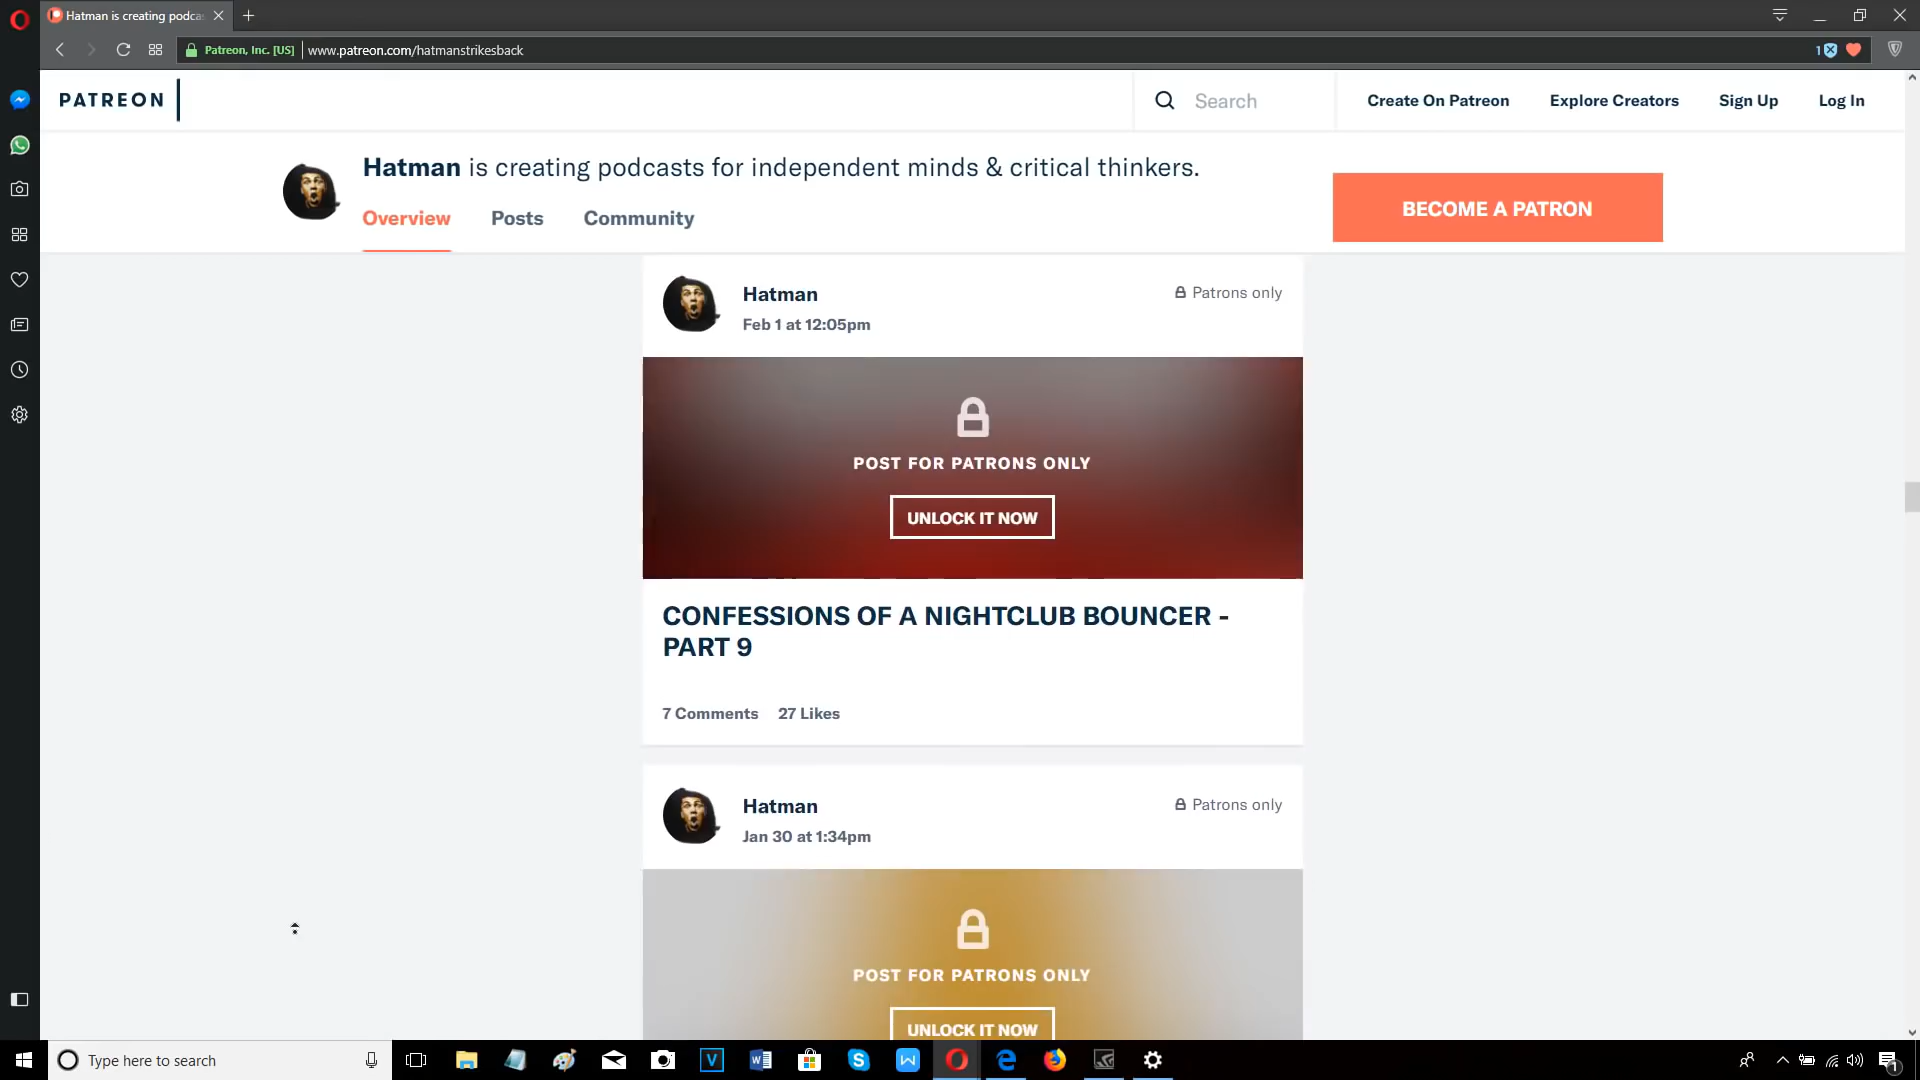 Hatman is creating podca
Patreon, Inc. [US]
www.patreon.com/hatmanstrikesback
1
PATREON
Search
Create On Patreon
Explore Creators
Sign Up
Log In
Hatman is creating podcasts for independent minds & critical thinkers.
BECOME A PATRON
Overview
Posts
Community
Hatman
Patrons only
Feb 1 at 12:05pm
POST FOR PATRONS ONLY
UNLOCK IT NOW
CONFESSIONS OF A NIGHTCLUB BOUNCER -
PART 9
7 Comments
27 Likes
Hatman
Patrons only
Jan 30 at 1:34pm
POST FOR PATRONS ONLY
UNLOCK IT NOW
Type here to search
1